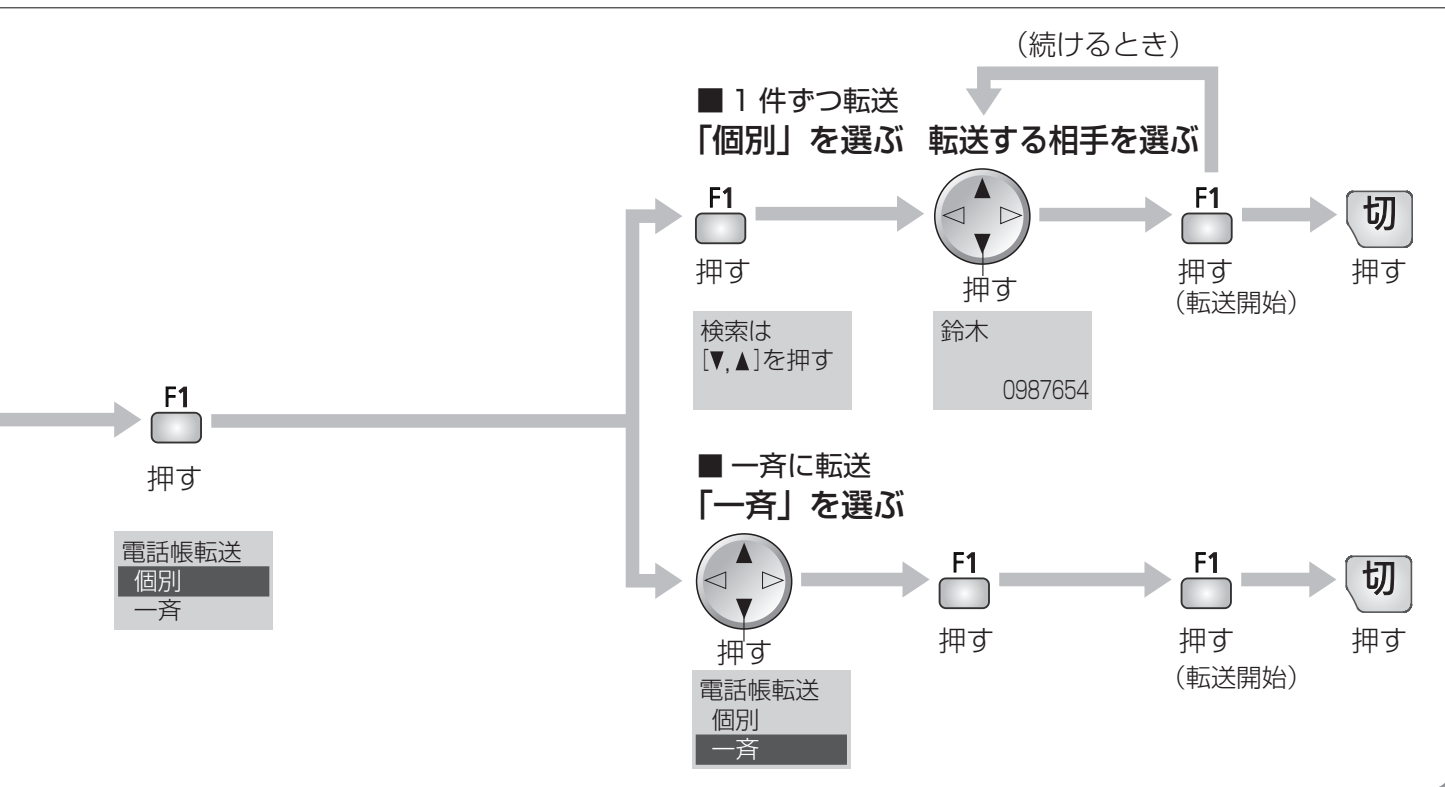 F1
押す
電話帳転送
個別
一斉
■ 1 件ずつ転送
「個別」を選ぶ
F1
押す
検索は
[▼,▲]を押す
(続けるとき)
転送する相手を選ぶ
押す
鈴木
0987654
F1
押す
(転送開始)
切
押す
■ 一斉に転送
「一斉」を選ぶ
押す
電話帳転送
個別
一斉
F1
押す
F1
押す
(転送開始)
切
押す